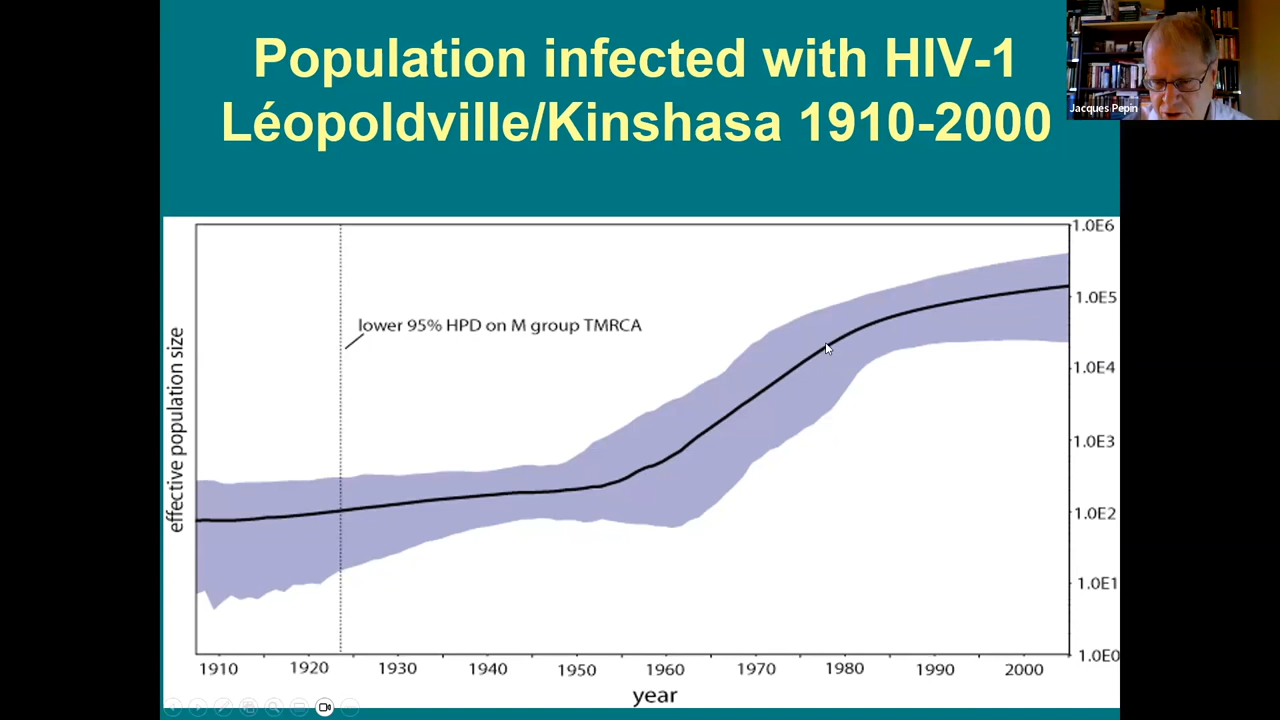 Population infected with HIV-1
Léopoldville/Kinshasa 1910-2000
Jacques Pepin
lower 95% HPD on M group TMRCA
effective population size
1.0E6
1.0E5
1.0E4
1.0E3
1.0E2
1.0E1
1.0E0
1910 1920 1930 1940 1950 1960 1970 1980 1990 2000
year